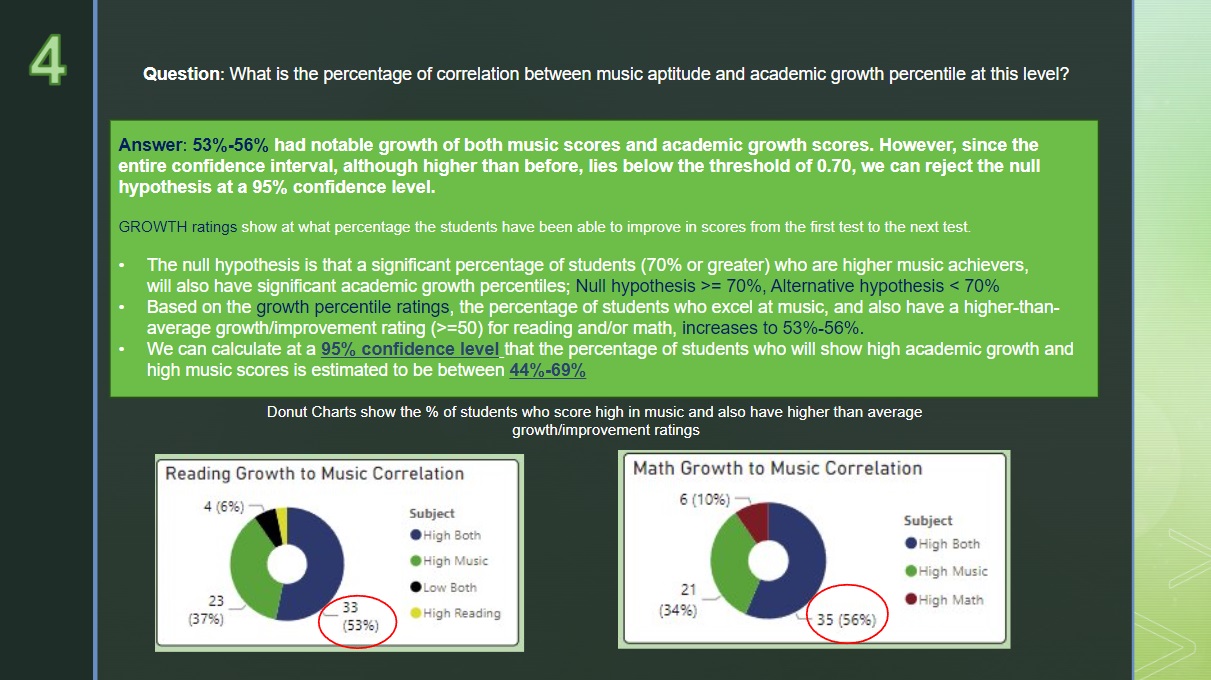 4
Question: What is the percentage of correlation between music aptitude and academic growth percentile at this level?
Answer: 53%-56% had notable growth of both music scores and academic growth scores. However, since the
entire confidence interval, although higher than before, lies below the threshold of 0.70, we can reject the null
hypothesis at a 95% confidence level.
GROWTH ratings show at what percentage the students have been able to improve in scores from the first test to the next test.
• The null hypothesis is that a significant percentage of students (70% or greater) who are higher music achievers,
will also have significant academic growth percentiles; Null hypothesis >= 70%, Alternative hypothesis < 70%
• Based on the growth percentile ratings, the percentage of students who excel at music, and also have a higher-than-
average growth/improvement rating (>=50) for reading and/or math, increases to 53%-56%.
• We can calculate at a 95% confidence level that the percentage of students who will show high academic growth and
high music scores is estimated to be between 44%-69%
Donut Charts show the % of students who score high in music and also have higher than average
growth/improvement ratings
Reading Growth to Music Correlation
4 (6%)
23
(37%)
33
(53%)
Subject
High Both
High Music
Low Both
High Reading
Math Growth to Music Correlation
6 (10%)
21
(34%)
35 (56%)
Subject
High Both
High Music
High Math